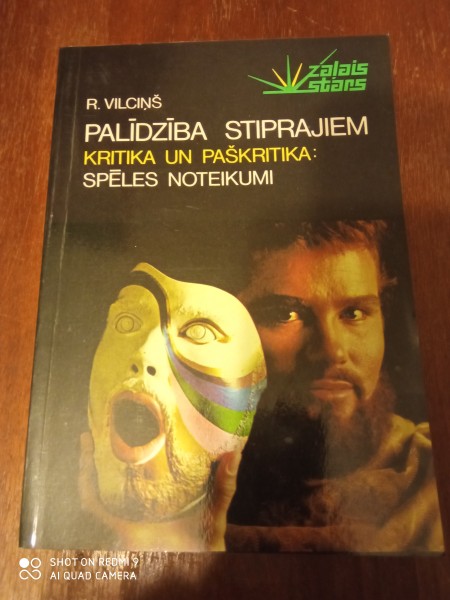 zaļais
stars
R. VILCIŅŠ
PALĪDZĪBA STIPRAJIEM
KRITIKA UN PAŠKRITIKA:
SPĒLES NOTEIKUMI
SHOT ON REDMI 9
AI QUAD CAMERA